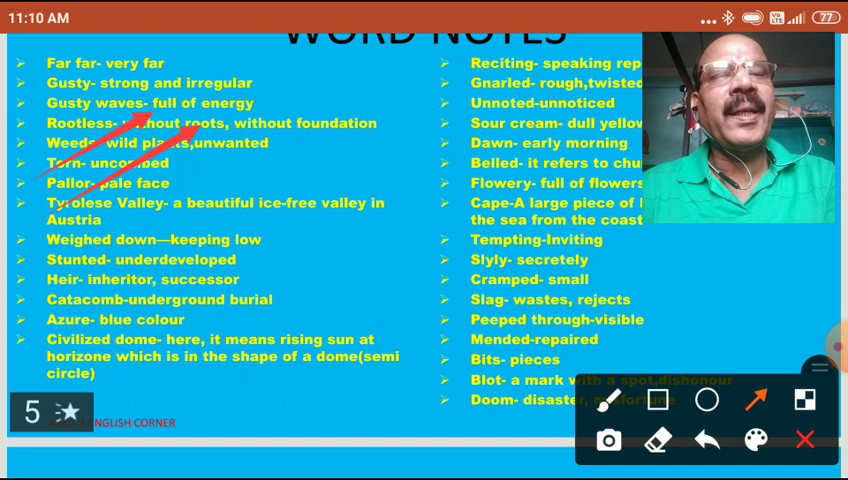 11:10 AM
Vo
LTE
77
WORD NOTES
Far far- very far
Gusty- strong and irregular
Gusty waves- full of energy
Rootless- without roots, without foundation
Weeds- wild plants,unwanted
Torn- uncombed
Pallor- pale face
Tyrolese Valley- a beautiful ice-free valley in
Austria
Weighed down—keeping low
Stunted- underdeveloped
Heir- inheritor, successor
Catacomb-underground burial
Azure- blue colour
Civilized dome- here, it means rising sun at
horizone which is in the shape of a dome(semi
circle)
Reciting- speaking rep
Gnarled- rough,twisted
Unnoted-unnoticed
Sour cream- dull yellow
Dawn- early morning
Belled- it refers to chu
Flowery- full of flowers
Cape-A large piece of
the sea from the coast
Tempting-Inviting
Slyly- secretely
Cramped- small
Slag- wastes, rejects
Peeped through-visible
Mended-repaired
Bits- pieces
Blot- a mark with a spot,dishonour
Doom- disaster, misfortune
5
ENGLISH CORNER